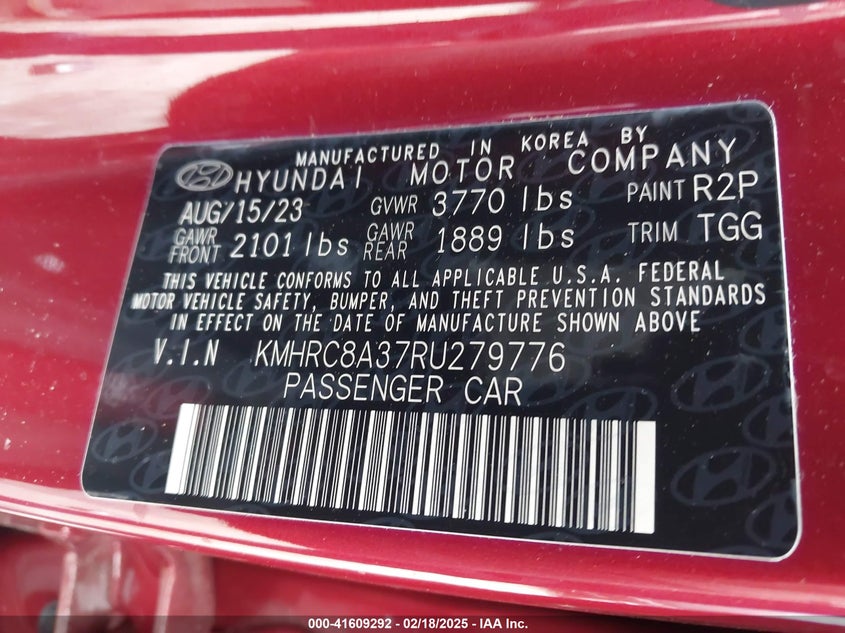 MANUFACTURED IN KOREA BY
HYUNDAI MOTOR COMPANY
AUG/15/23 GVWR 3770 lbs PAINT R2P
GAWR FRONT 2101 lbs GAWR REAR 1889 lbs TRIM TGG
THIS VEHICLE CONFORMS TO ALL APPLICABLE U.S.A. FEDERAL
MOTOR VEHICLE SAFETY, BUMPER, AND THEFT PREVENTION STANDARDS
IN EFFECT ON THE DATE OF MANUFACTURE SHOWN ABOVE
V.I.N KMHRC8A37RU279776
PASSENGER CAR
000-41609292 - 02/18/2025 - IAA Inc.